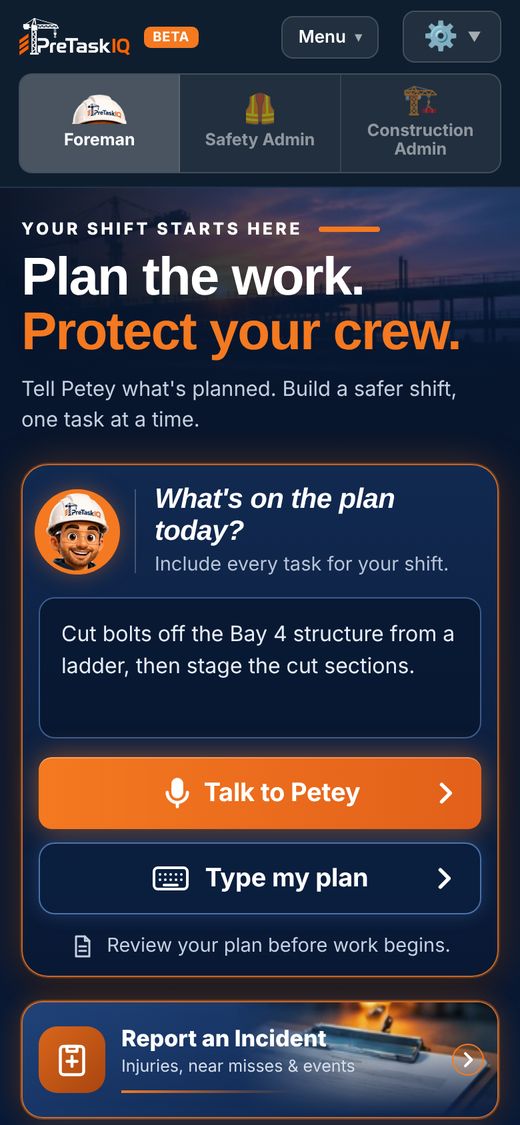 PreTaskIQ BETA Menu
Foreman
Safety Admin
Construction
Admin
YOUR SHIFT STARTS HERE
Plan the work.
Protect your crew.
Tell Petey what's planned. Build a safer shift,
one task at a time.
PreTaskIQ
What's on the plan
today?
Include every task for your shift.
Cut bolts off the Bay 4 structure from a
ladder, then stage the cut sections.
Talk to Petey
Type my plan
Review your plan before work begins.
Report an Incident
Injuries, near misses & events